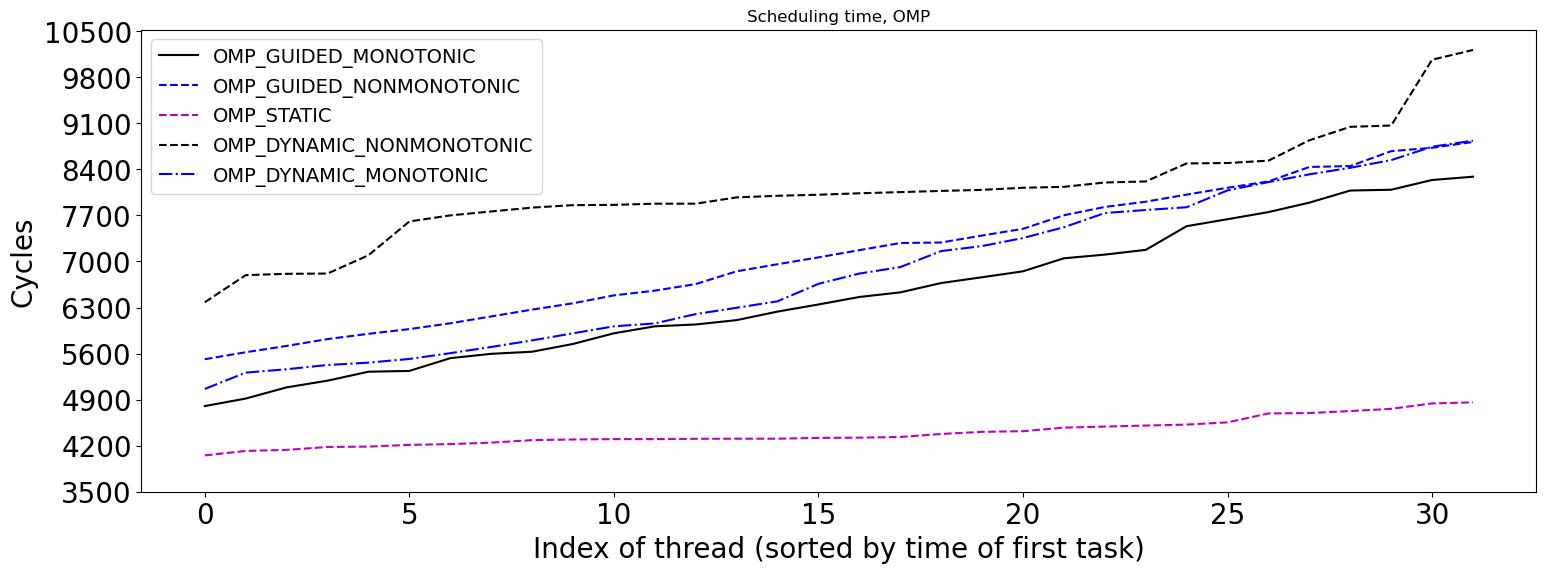 Scheduling time, OMP
10500
9800
9100
8400
7700
7000
6300
5600
4900
4200
3500
Cycles
OMP_GUIDED_MONOTONIC
OMP_GUIDED_NONMONOTONIC
OMP_STATIC
OMP_DYNAMIC_NONMONOTONIC
OMP_DYNAMIC_MONOTONIC
0 5 10 15 20 25 30
Index of thread (sorted by time of first task)